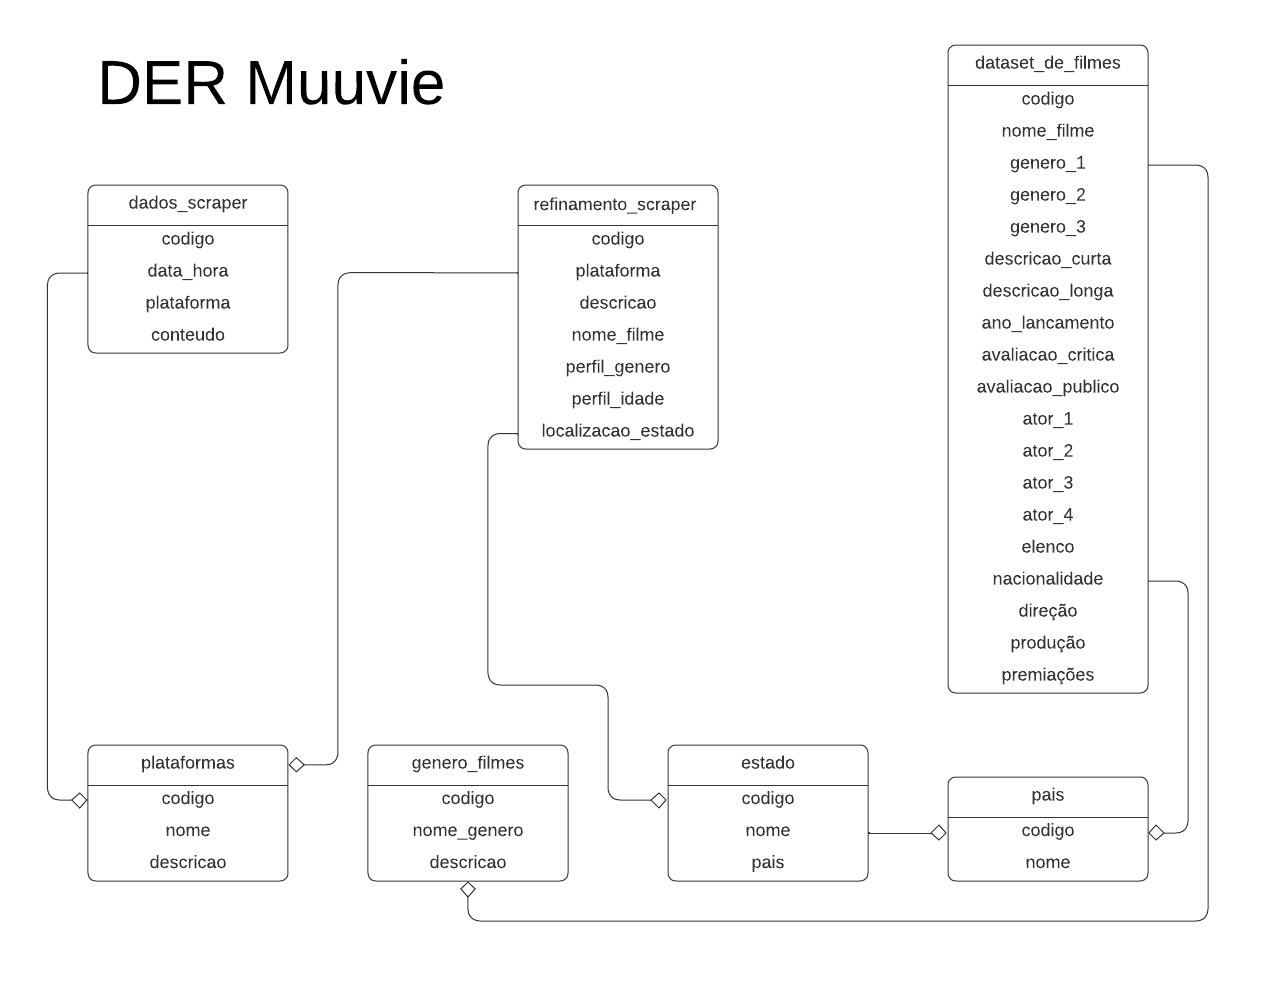 DER Muuvie
dados_scraper
codigo
data_hora
plataforma
conteudo
refinamento_scraper
codigo
plataforma
descricao
nome_filme
perfil_genero
perfil_idade
localizacao_estado
dataset_de_filmes
codigo
nome_filme
genero_1
genero_2
genero_3
descricao_curta
descricao_longa
ano_lancamento
avaliacao_critica
avaliacao_publico
ator_1
ator_2
ator_3
ator_4
elenco
nacionalidade
direção
produção
premiações
plataformas
codigo
nome
descricao
genero_filmes
codigo
nome_genero
descricao
estado
codigo
nome
pais
pais
codigo
nome